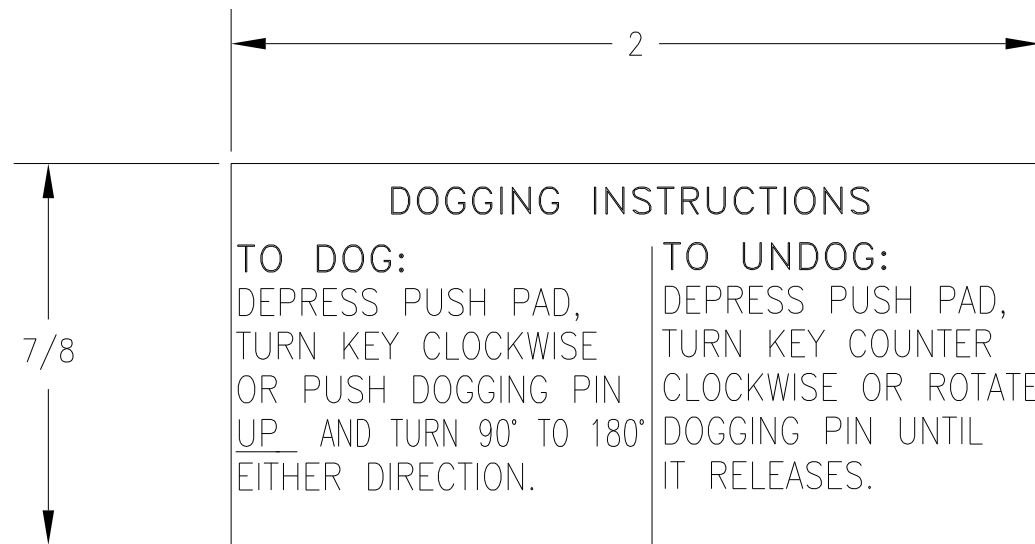 2
7/8
DOGGING INSTRUCTIONS
TO DOG:
DEPRESS PUSH PAD,
TURN KEY CLOCKWISE
OR PUSH DOGGING PIN
UP AND TURN 90° TO 180°
EITHER DIRECTION.
TO UNDOG:
DEPRESS PUSH PAD,
TURN KEY COUNTER
CLOCKWISE OR ROTATE
DOGGING PIN UNTIL
IT RELEASES.